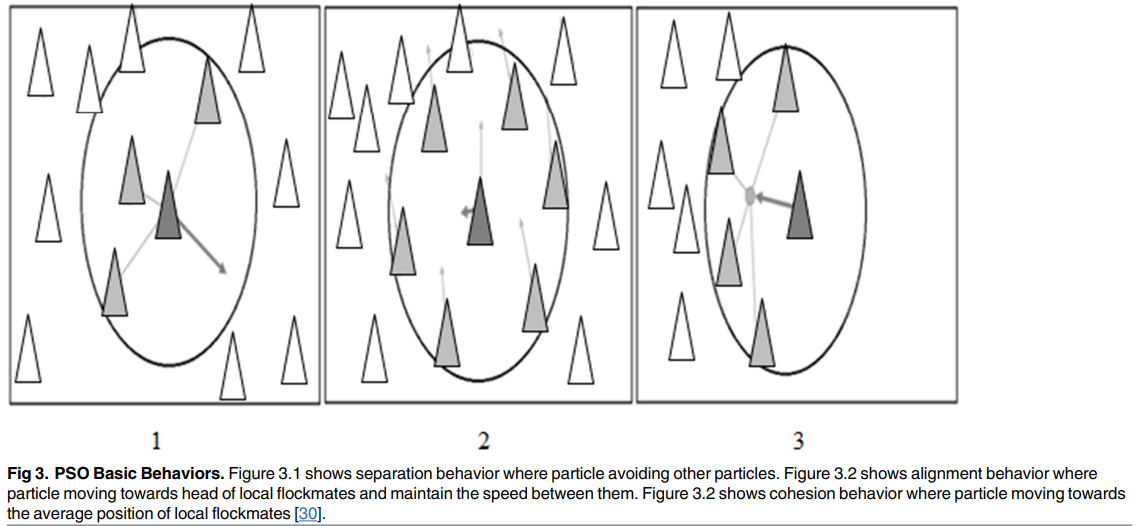 1 2 3
Fig 3. PSO Basic Behaviors. Figure 3.1 shows separation behavior where particle avoiding other particles. Figure 3.2 shows alignment behavior where
particle moving towards head of local flockmates and maintain the speed between them. Figure 3.2 shows cohesion behavior where particle moving towards
the average position of local flockmates [30].